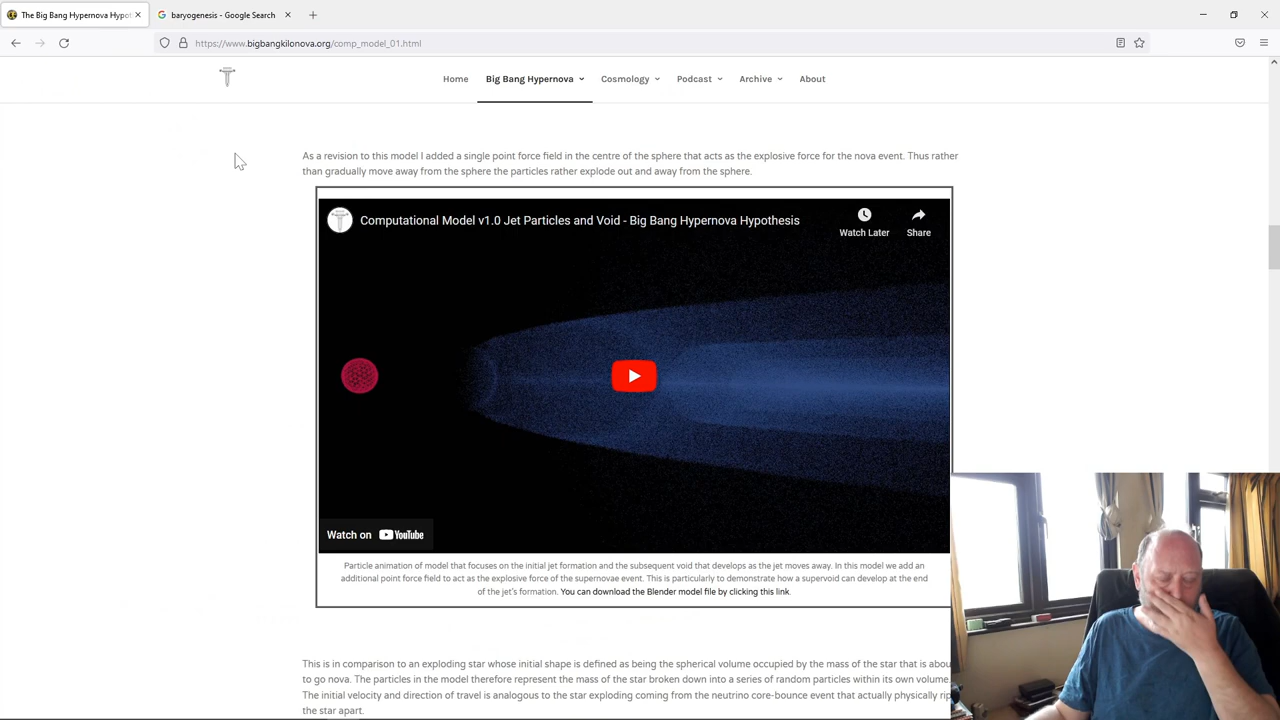 The Big Bang Hypernova Hypot
baryogenesis - Google Search
https://www.bigbangkilonova.org/comp_model_01.html
Home Big Bang Hypernova Cosmology Podcast Archive About
As a revision to this model I added a single point force field in the centre of the sphere that acts as the explosive force for the nova event. Thus rather
than gradually move away from the sphere the particles rather explode out and away from the sphere.
Computational Model v1.0 Jet Particles and Void - Big Bang Hypernova Hypothesis
Watch Later Share
Watch on YouTube
Particle animation of model that focuses on the initial jet formation and the subsequent void that develops as the jet moves away. In this model we add an
additional point force field to act as the explosive force of the supernovae event. This is particularly to demonstrate how a supervoid can develop at the end
of the jet's formation. You can download the Blender model file by clicking this link.
This is in comparison to an exploding star whose initial shape is defined as being the spherical volume occupied by the mass of the star that is abou
to go nova. The particles in the model therefore represent the mass of the star broken down into a series of random particles within its own volume.
The initial velocity and direction of travel is analogous to the star exploding coming from the neutrino core-bounce event that actually physically rip
the star apart.